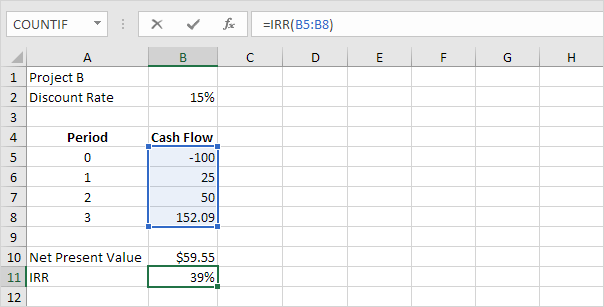 COUNTIF fx =IRR(B5:B8)
A B C D E F G H
1 Project B
2 Discount Rate 15%
3
4 Period Cash Flow
5 0 -100
6 1 25
7 2 50
8 3 152.09
9
10 Net Present Value $59.55
11 IRR 39%
12